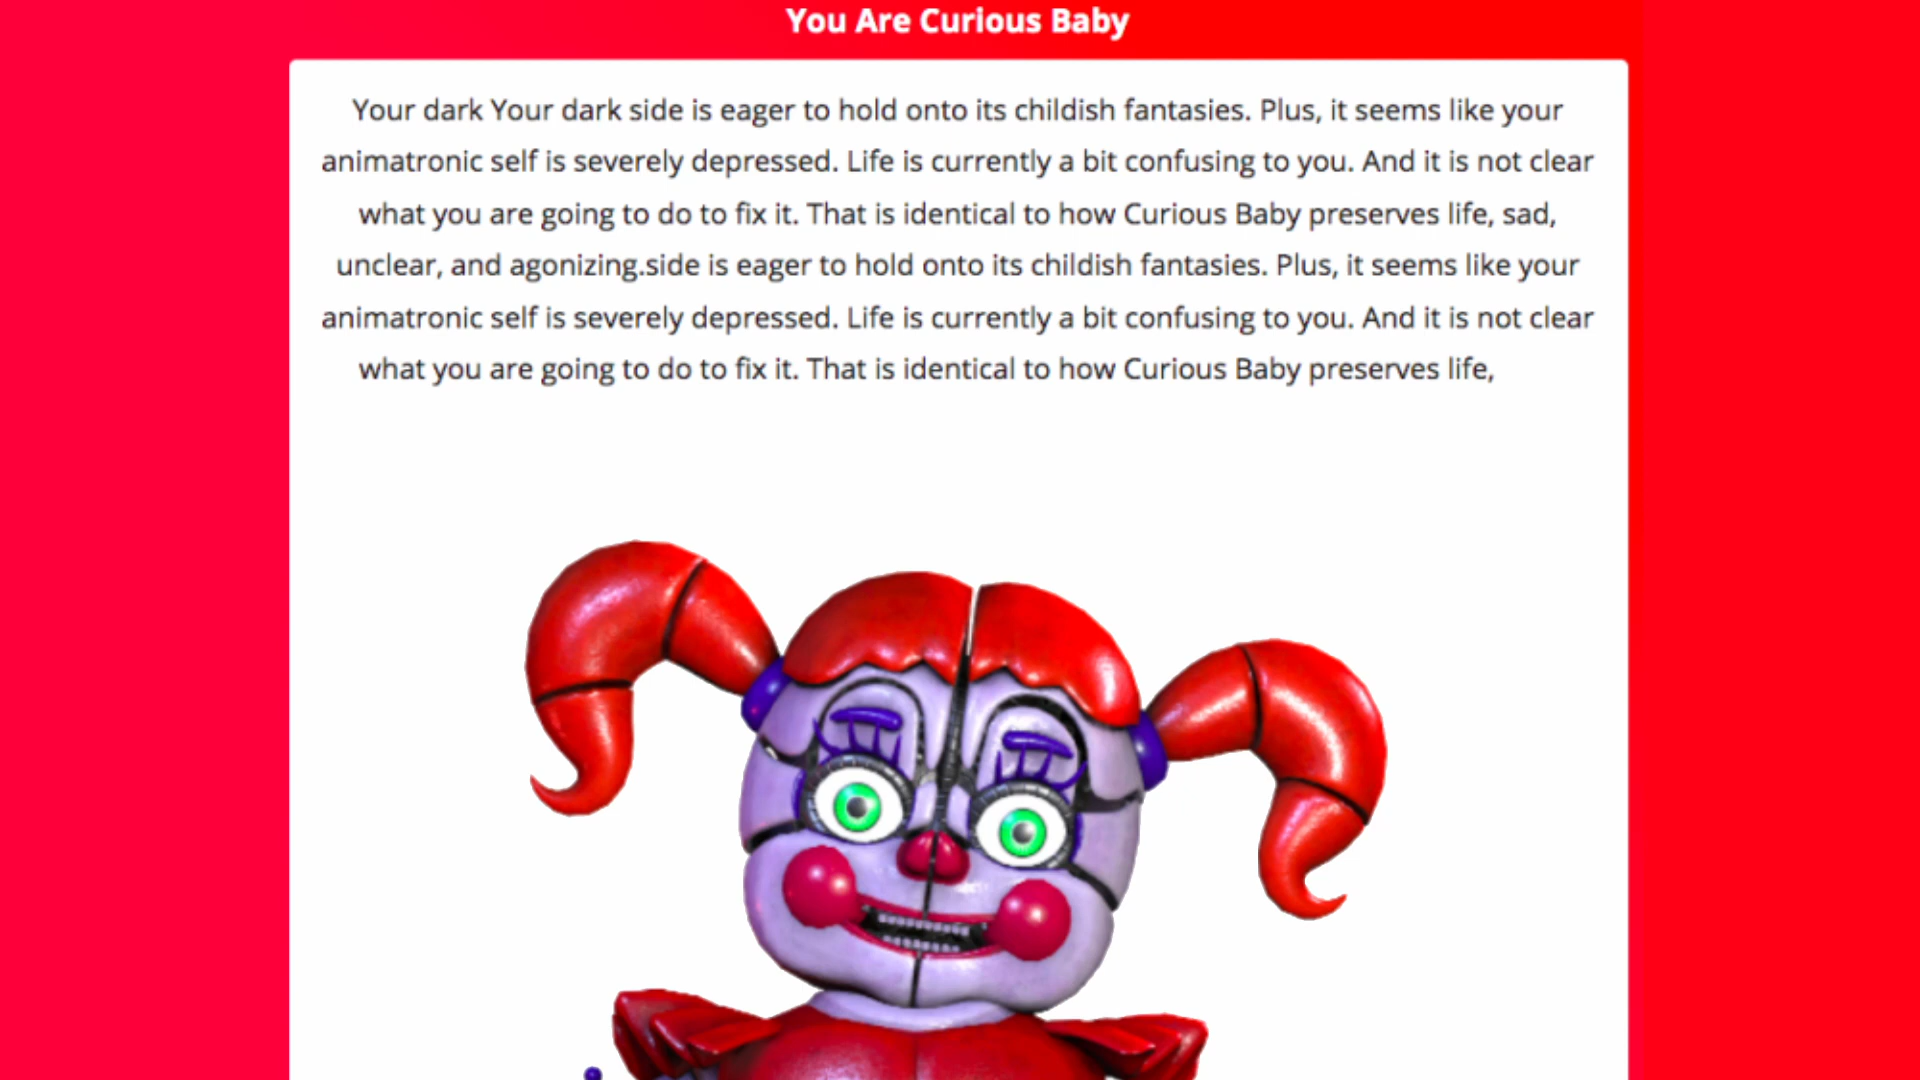 You Are Curious Baby
Your dark Your dark side is eager to hold onto its childish fantasies. Plus, it seems like your
animatronic self is severely depressed. Life is currently a bit confusing to you. And it is not clear
what you are going to do to fix it. That is identical to how Curious Baby preserves life, sad,
unclear, and agonizing.side is eager to hold onto its childish fantasies. Plus, it seems like your
animatronic self is severely depressed. Life is currently a bit confusing to you. And it is not clear
what you are going to do to fix it. That is identical to how Curious Baby preserves life,